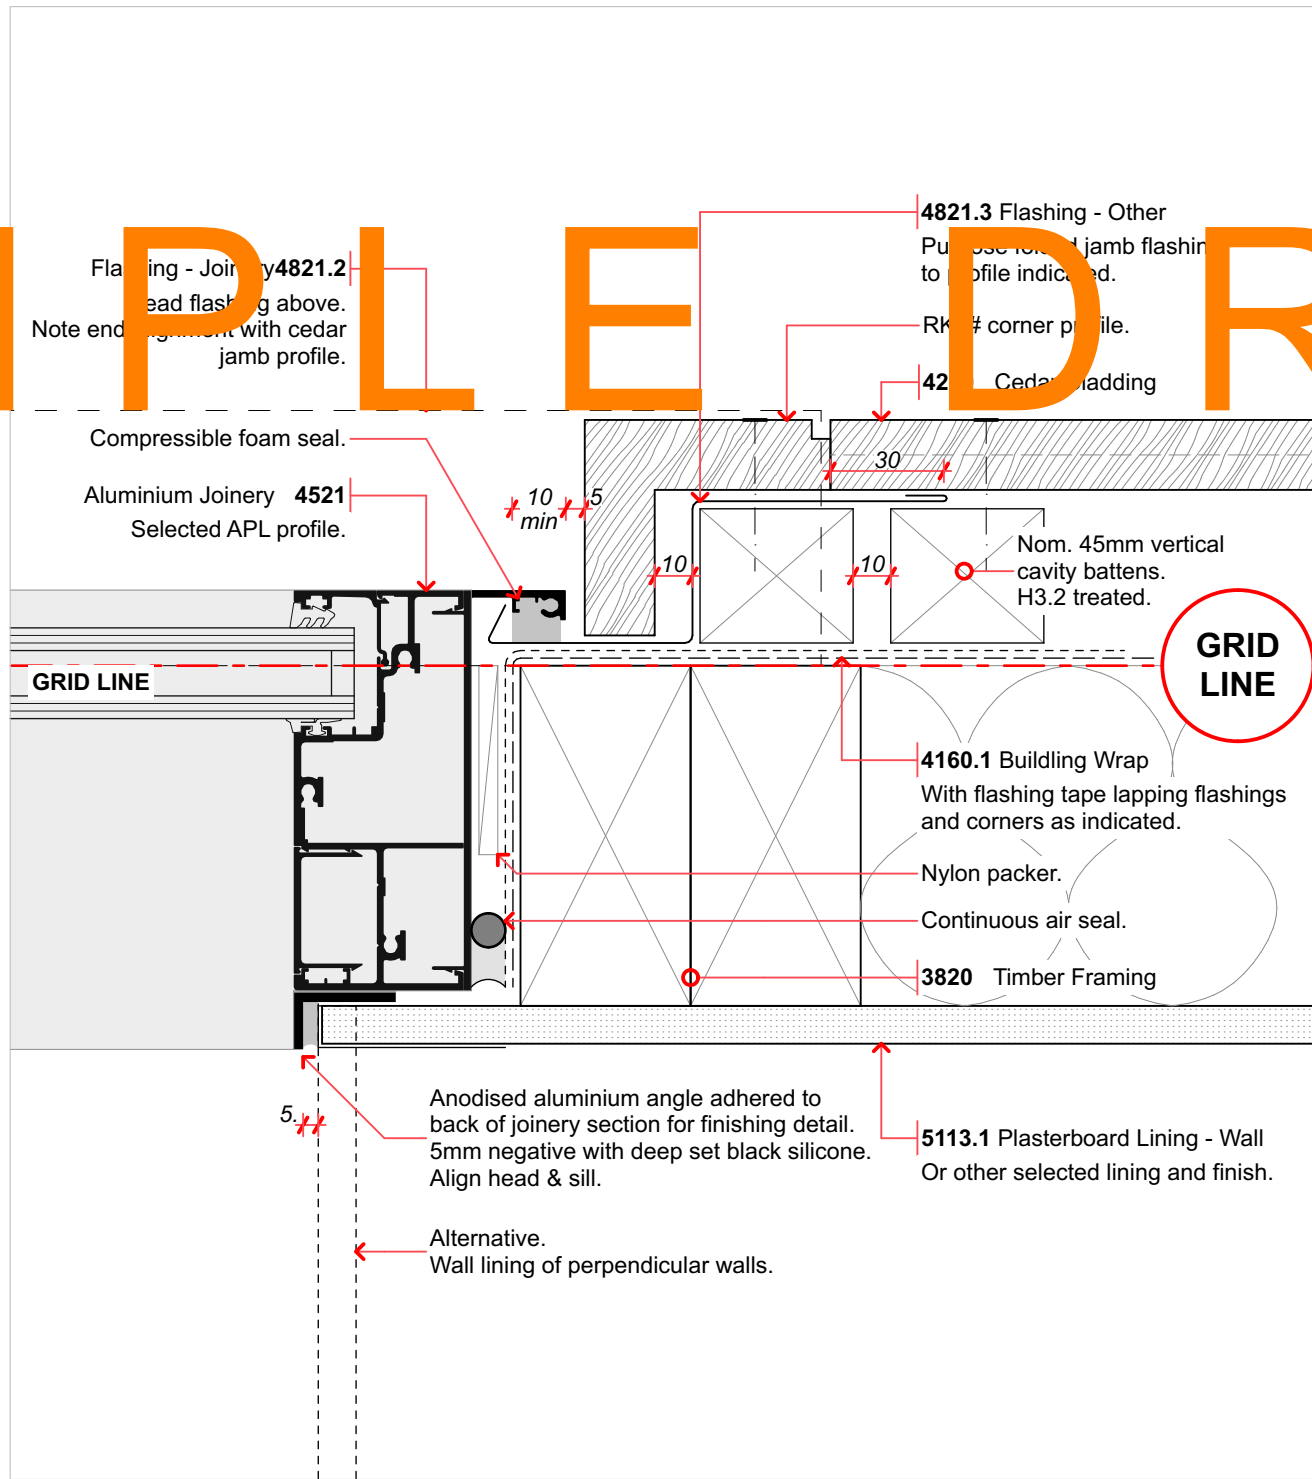 IPLE DR
4821.3 Flashing - Other
jamb
to indicated.
Flashing - Joinery 4821.2
flashing above.
Note with cedar
jamb profile.
corner profile.
Cedar Cladding
Compressible foam seal.
30
Aluminium Joinery 4521
Selected APL profile.
10
min
5
10
10
Nom. 45mm vertical
cavity battens.
H3.2 treated.
GRID
LINE
GRID LINE
4160.1 Buildling Wrap
With flashing tape lapping flashings
and corners as indicated.
Nylon packer.
Continuous air seal.
3820 Timber Framing
5.
Anodised aluminium angle adhered to
back of joinery section for finishing detail.
5mm negative with deep set black silicone.
Align head & sill.
5113.1 Plasterboard Lining - Wall
Or other selected lining and finish.
Alternative.
Wall lining of perpendicular walls.